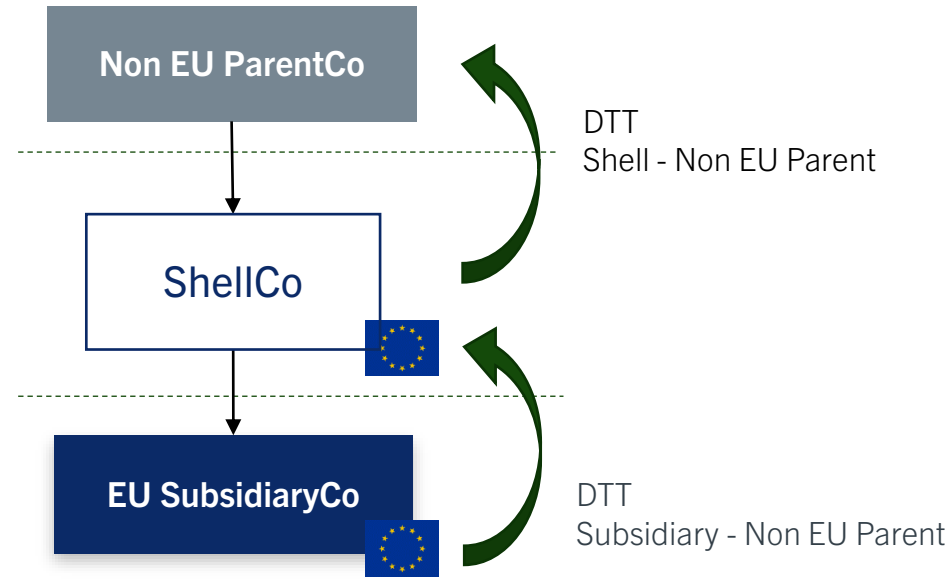 Non EU ParentCo
DTT
Shell - Non EU Parent
ShellCo
EU SubsidiaryCo
DTT
Subsidiary - Non EU Parent